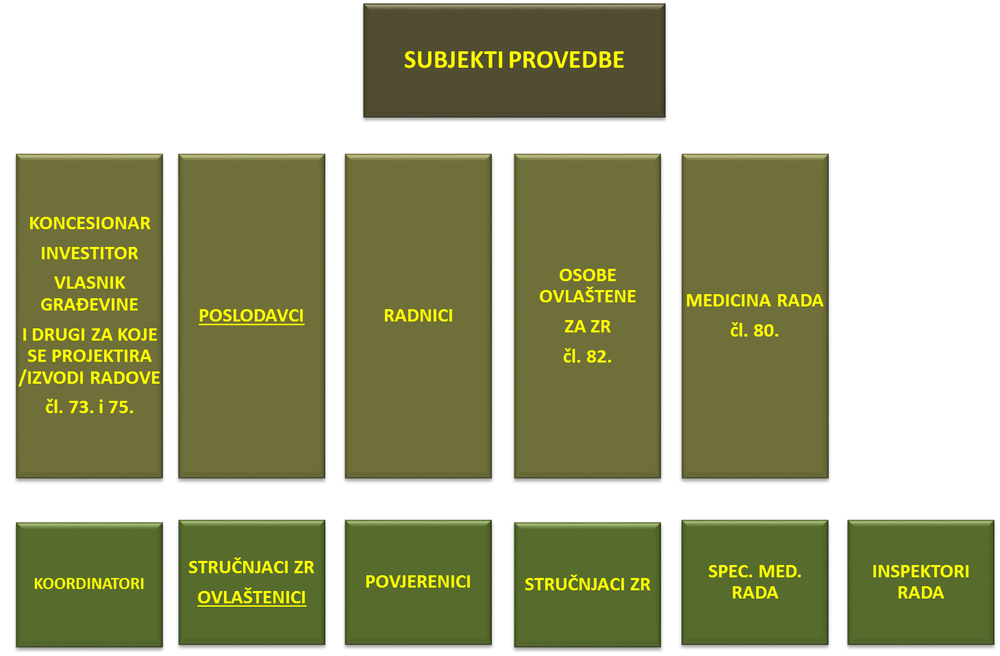 SUBJEKTI PROVEDBE
KONCESIONAR
INVESTITOR
VLASNIK
GRAĐEVINE
I DRUGI ZA KOJE
SE PROJEKTIRA
/IZVODI RADOVE
čl. 73. i 75.
POSLODAVCI
RADNICI
OSOBE
OVLAŠTENE
ZA ZR
čl. 82.
MEDICINA RADA
čl. 80.
KOORDINATORI
STRUČNJACI ZR
OVLAŠTENICI
POVJERENICI
STRUČNJACI ZR
SPEC. MED.
RADA
INSPEKTORI
RADA